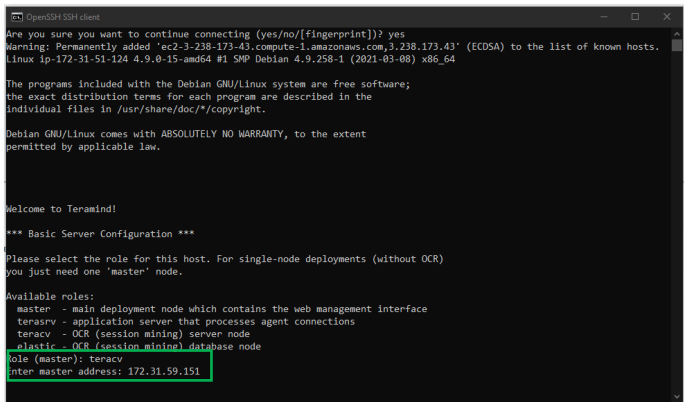 OpenSSH SSH client
Are you sure you want to continue connecting (yes/no/[fingerprint])? yes
Warning: Permanently added 'ec2-3-238-173-43.compute-1.amazonaws.com,3.238.173.43' (ECDSA) to the list of known hosts.
Linux ip-172-31-51-124 4.9.0-15-amd64 #1 SMP Debian 4.9.258-1 (2021-03-08) x86_64
The programs included with the Debian GNU/Linux system are free software;
the exact distribution terms for each program are described in the
individual files in /usr/share/doc/*/copyright.
Debian GNU/Linux comes with ABSOLUTELY NO WARRANTY, to the extent
permitted by applicable law.
Welcome to Teramind!
*** Basic Server Configuration ***
Please select the role for this host. For single-node deployments (without OCR)
you just need one 'master' node.
Available roles:
master - main deployment node which contains the web management interface
terasrv - application server that processes agent connections
teracv - OCR (session mining) server node
elastic - OCR (session mining) database node
Role (master): teracv
Enter master address: 172.31.59.151